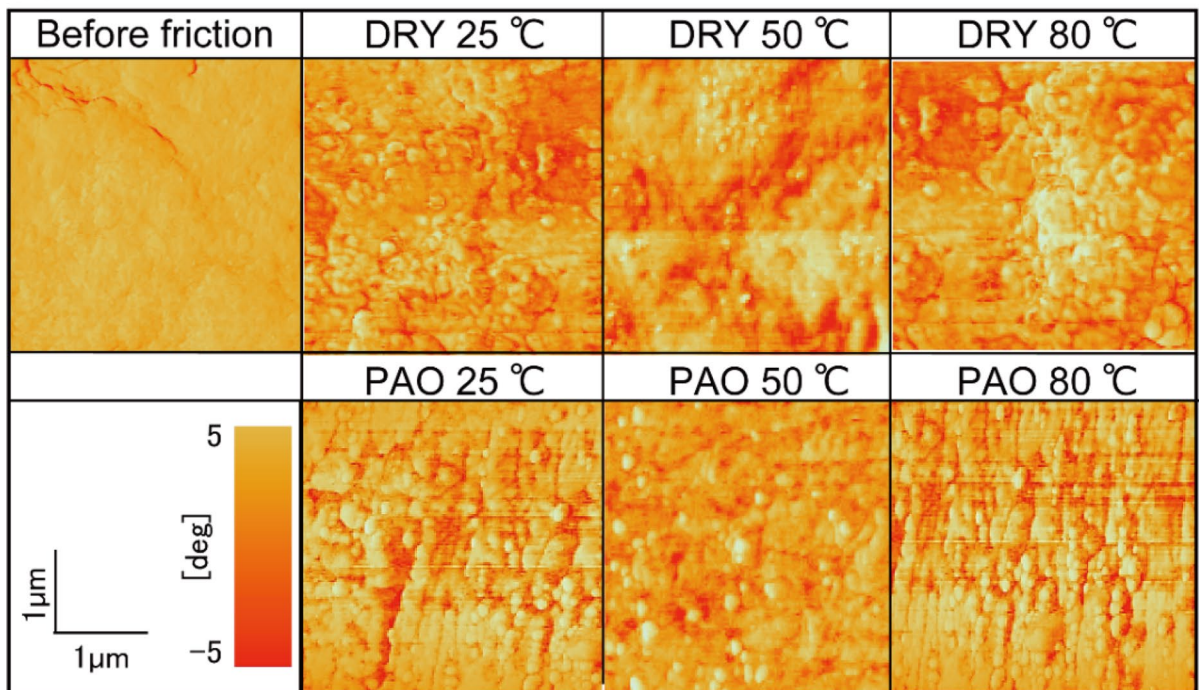 Before friction
DRY 25 ℃
DRY 50 ℃
DRY 80 ℃
PAO 25 ℃
PAO 50 ℃
PAO 80 ℃
5
[deg]
-5
1μm
1μm